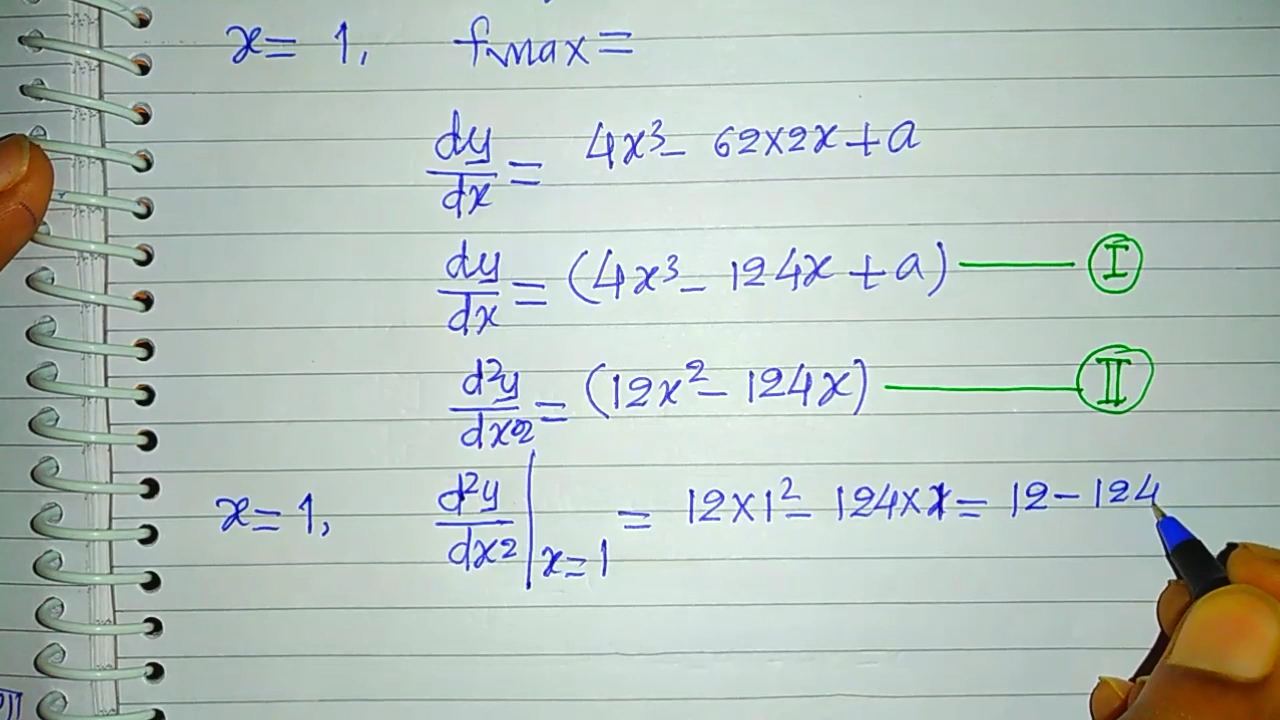 x = 1, fmax =
dy/dx = 4x³ - 62×2x + a
dy/dx = (4x³ - 124x + a) — I
d²y/dx² = (12x² - 124x) — II
x = 1, d²y/dx² | x = 1 = 12×1² - 124×1 = 12 - 124